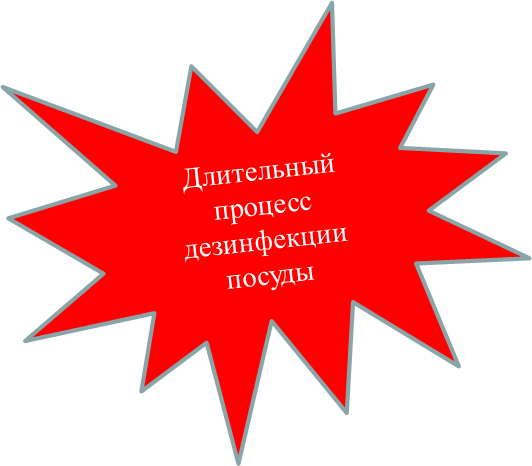 Длительный
процесс
дезинфекции
посуды